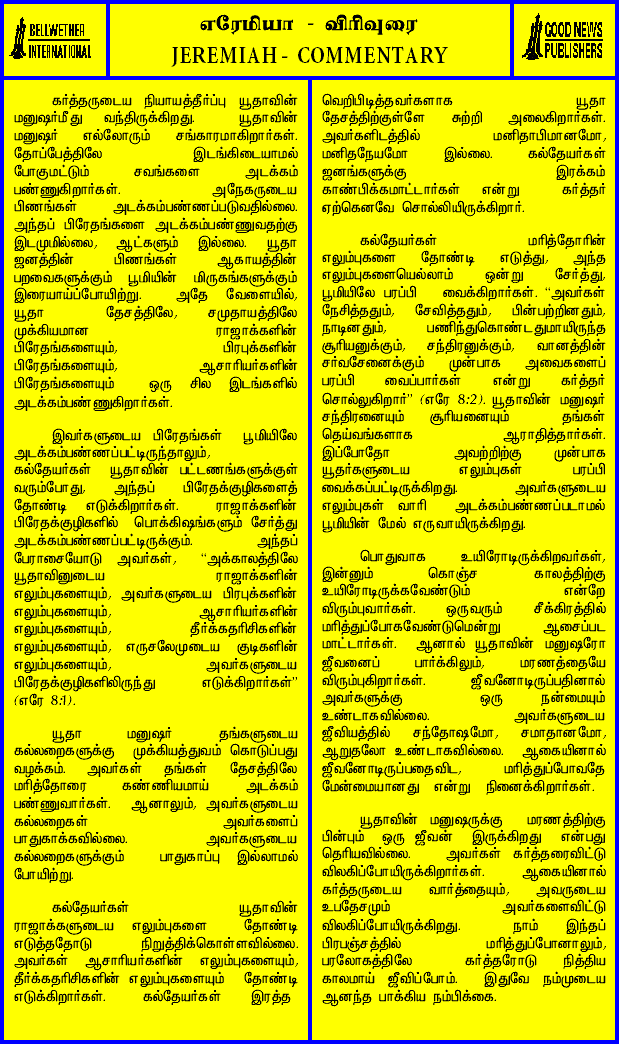 BELLWETHER
INTERNATIONAL
எரேமியா - விரிவுரை
JEREMIAH - COMMENTARY
GOOD NEWS
PUBLISHERS
கர்த்தருடைய நியாயத்தீர்ப்பு யூதாவின்
மனுஷர்மீது வந்திருக்கிறது. யூதாவின்
மனுஷர் எல்லோரும் சங்காரமாகிறார்கள்.
தோப்பேத்திலே இடங்கிடையாமல்
போகுமட்டும் சவங்களை அடக்கம்
பண்ணுகிறார்கள். அநேகருடைய
பிணங்கள் அடக்கம்பண்ணப்படுவதில்லை.
அந்தப் பிரேதங்களை அடக்கம்பண்ணுவதற்கு
இடமுமில்லை, ஆட்களும் இல்லை. யூதா
ஜனத்தின் பிணங்கள் ஆகாயத்தின்
பறவைகளுக்கும் பூமியின் மிருகங்களுக்கும்
இரையாய்ப்போயிற்று. அதே வேளையில்,
யூதா தேசத்திலே, சமுதாயத்திலே
முக்கியமான ராஜாக்களின்
பிரேதங்களையும், பிரபுக்களின்
பிரேதங்களையும், ஆசாரியர்களின்
பிரேதங்களையும் ஒரு சில இடங்களில்
அடக்கம்பண்ணுகிறார்கள்.
இவர்களுடைய பிரேதங்கள் பூமியிலே
அடக்கம்பண்ணப்பட்டிருந்தாலும்,
கல்தேயர்கள் யூதாவின் பட்டணங்களுக்குள்
வரும்போது, அந்தப் பிரேதக்குழிகளைத்
தோண்டி எடுக்கிறார்கள். ராஜாக்களின்
பிரேதக்குழிகளில் பொக்கிஷங்களும் சேர்த்து
அடக்கம்பண்ணப்பட்டிருக்கும். அந்தப்
பேராசையோடு அவர்கள், “அக்காலத்திலே
யூதாவினுடைய ராஜாக்களின்
எலும்புகளையும், அவர்களுடைய பிரபுக்களின்
எலும்புகளையும், ஆசாரியர்களின்
எலும்புகளையும், தீர்க்கதரிசிகளின்
எலும்புகளையும், எருசலேமுடைய குடிகளின்
எலும்புகளையும், அவர்களுடைய
பிரேதக்குழிகளிலிருந்து எடுக்கிறார்கள்”
(எரே 8:1).
யூதா மனுஷர் தங்களுடைய
கல்லறைகளுக்கு முக்கியத்துவம் கொடுப்பது
வழக்கம். அவர்கள் தங்கள் தேசத்திலே
மரித்தோரை கண்ணியமாய் அடக்கம்
பண்ணுவார்கள். ஆனாலும், அவர்களுடைய
கல்லறைகள் அவர்களைப்
பாதுகாக்கவில்லை. அவர்களுடைய
கல்லறைகளுக்கும் பாதுகாப்பு இல்லாமல்
போயிற்று.
கல்தேயர்கள் யூதாவின்
ராஜாக்களுடைய எலும்புகளை தோண்டி
எடுத்ததோடு நிறுத்திக்கொள்ளவில்லை.
அவர்கள் ஆசாரியர்களின் எலும்புகளையும்,
தீர்க்கதரிசிகளின் எலும்புகளையும் தோண்டி
எடுக்கிறார்கள். கல்தேயர்கள் இரத்த
வெறிபிடித்தவர்களாக யூதா
தேசத்திற்குள்ளே சுற்றி அலைகிறார்கள்.
அவர்களிடத்தில் மனிதாபிமானமோ,
மனிதநேயமோ இல்லை. கல்தேயர்கள்
ஜனங்களுக்கு இரக்கம்
காண்பிக்கமாட்டார்கள் என்று கர்த்தர்
ஏற்கெனவே சொல்லியிருக்கிறார்.
கல்தேயர்கள் மரித்தோரின்
எலும்புகளை தோண்டி எடுத்து, அந்த
எலும்புகளையெல்லாம் ஒன்று சேர்த்து,
பூமியிலே பரப்பி வைக்கிறார்கள். “அவர்கள்
நேசித்ததும், சேவித்ததும், பின்பற்றினதும்,
நாடினதும், பணிந்துகொண்டதுமாயிருந்த
சூரியனுக்கும், சந்திரனுக்கும், வானத்தின்
சர்வசேனைக்கும் முன்பாக அவைகளைப்
பரப்பி வைப்பார்கள் என்று கர்த்தர்
சொல்லுகிறார்” (எரே 8:2). யூதாவின் மனுஷர்
சந்திரனையும் சூரியனையும் தங்கள்
தெய்வங்களாக ஆராதித்தார்கள்.
இப்போதோ அவற்றிற்கு முன்பாக
யூதர்களுடைய எலும்புகள் பரப்பி
வைக்கப்பட்டிருக்கிறது. அவர்களுடைய
எலும்புகள் வாரி அடக்கம்பண்ணப்படாமல்
பூமியின் மேல் எருவாயிருக்கிறது.
பொதுவாக உயிரோடிருக்கிறவர்கள்,
இன்னும் கொஞ்ச காலத்திற்கு
உயிரோடிருக்கவேண்டும் என்றே
விரும்புவார்கள். ஒருவரும் சீக்கிரத்தில்
மரித்துப்போகவேண்டுமென்று ஆசைப்பட
மாட்டார்கள். ஆனால் யூதாவின் மனுஷரோ
ஜீவனைப் பார்க்கிலும், மரணத்தையே
விரும்புகிறார்கள். ஜீவனோடிருப்பதினால்
அவர்களுக்கு ஒரு நன்மையும்
உண்டாகவில்லை. அவர்களுடைய
ஜீவியத்தில் சந்தோஷமோ, சமாதானமோ,
ஆறுதலோ உண்டாகவில்லை. ஆகையினால்
ஜீவனோடிருப்பதைவிட, மரித்துப்போவதே
மேன்மையானது என்று நினைக்கிறார்கள்.
யூதாவின் மனுஷருக்கு மரணத்திற்கு
பின்பும் ஒரு ஜீவன் இருக்கிறது என்பது
தெரியவில்லை. அவர்கள் கர்த்தரைவிட்டு
விலகிப்போயிருக்கிறார்கள். ஆகையினால்
கர்த்தருடைய வார்த்தையும், அவருடைய
உபதேசமும் அவர்களைவிட்டு
விலகிப்போயிருக்கிறது. நாம் இந்தப்
பிரபஞ்சத்தில் மரித்துப்போனாலும்,
பரலோகத்திலே கர்த்தரோடு நித்திய
காலமாய் ஜீவிப்போம். இதுவே நம்முடைய
ஆனந்த பாக்கிய நம்பிக்கை.